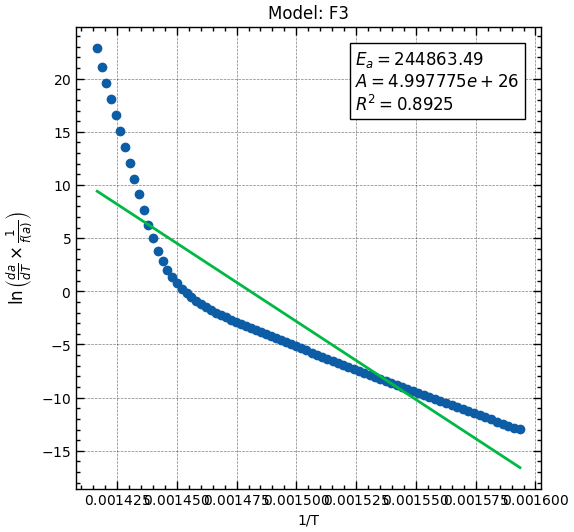 Model: F3
E_a = 244863.49
A = 4.997775e + 26
R^2 = 0.8925
20
15
10
5
0
−5
−10
−15
ln (da/dT × 1/f(a))
0.001425 0.001450 0.001475 0.001500 0.001525 0.001550 0.001575 0.001600
1/T